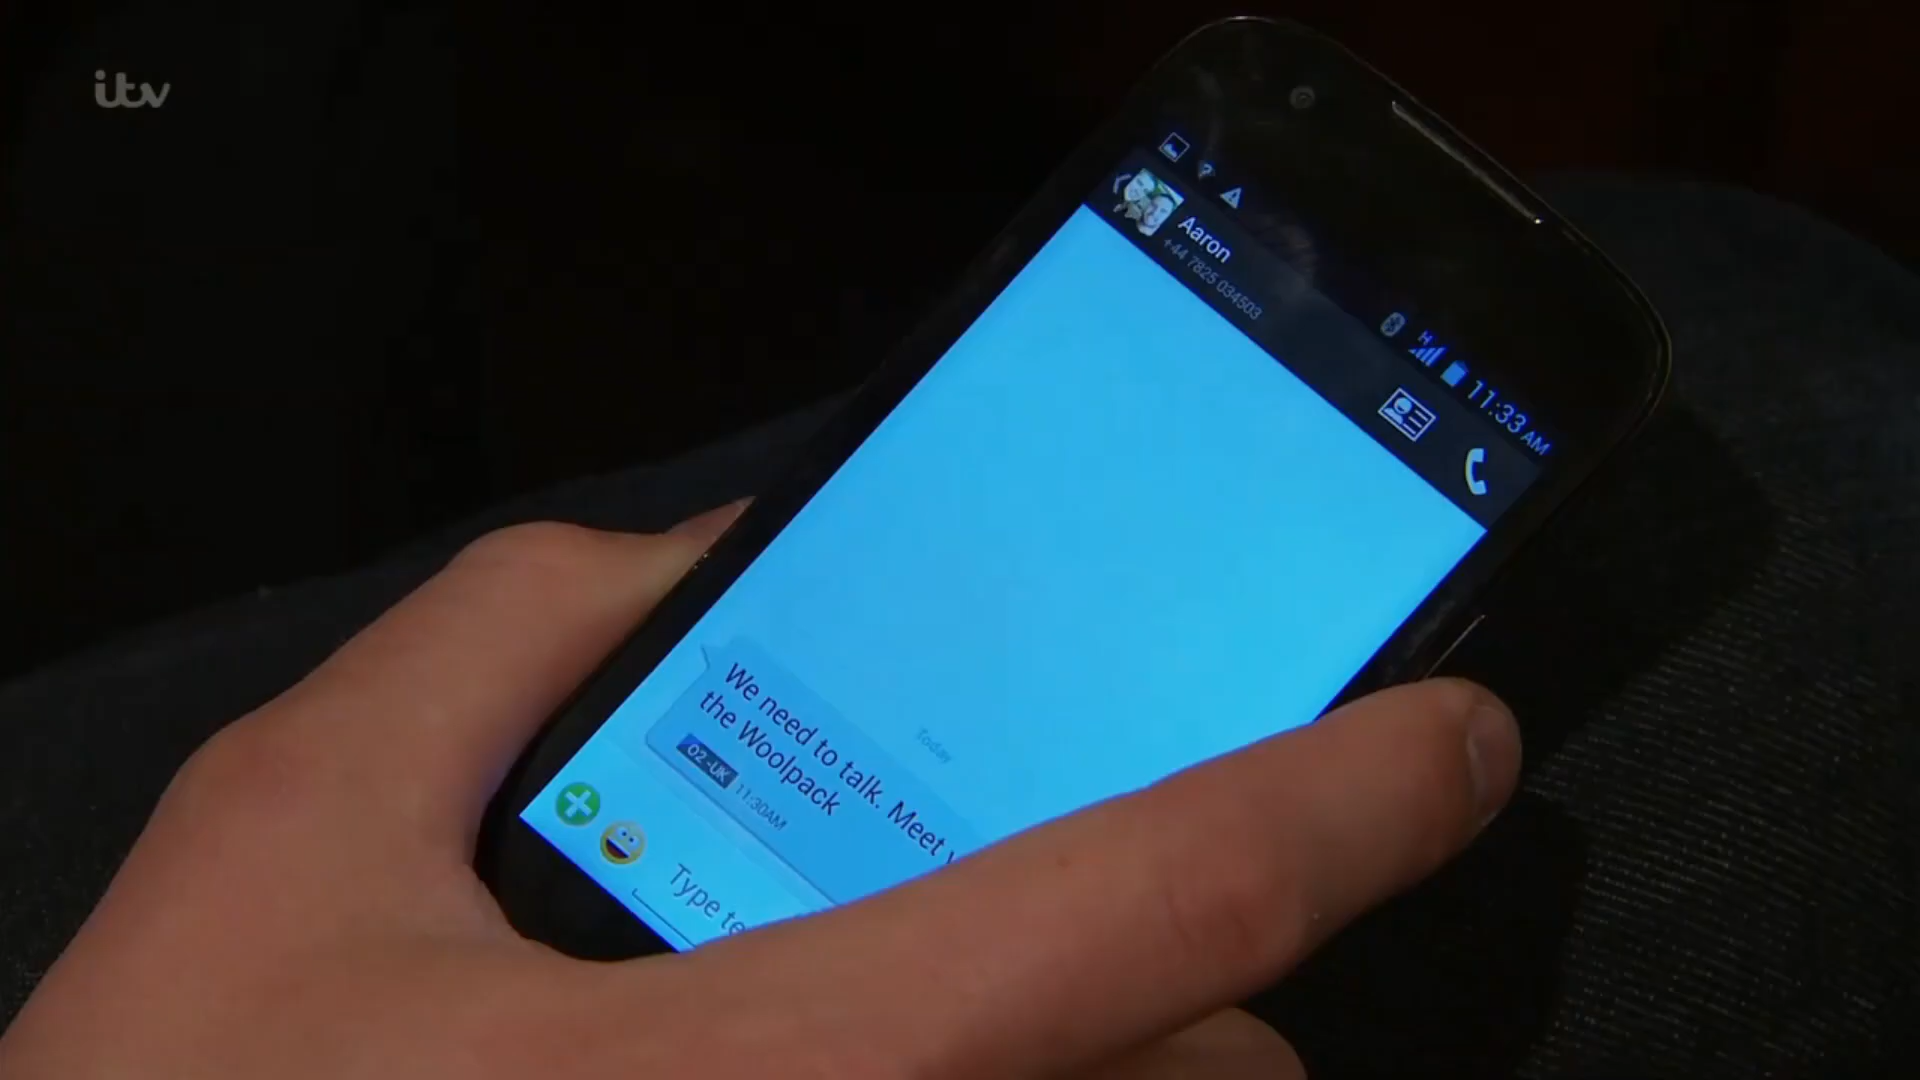 itv
Aaron
+44 7825 034503
H
11:33 AM
Today
We need to talk. Meet
the Woolpack
O2 -UK 11:30AM
Type